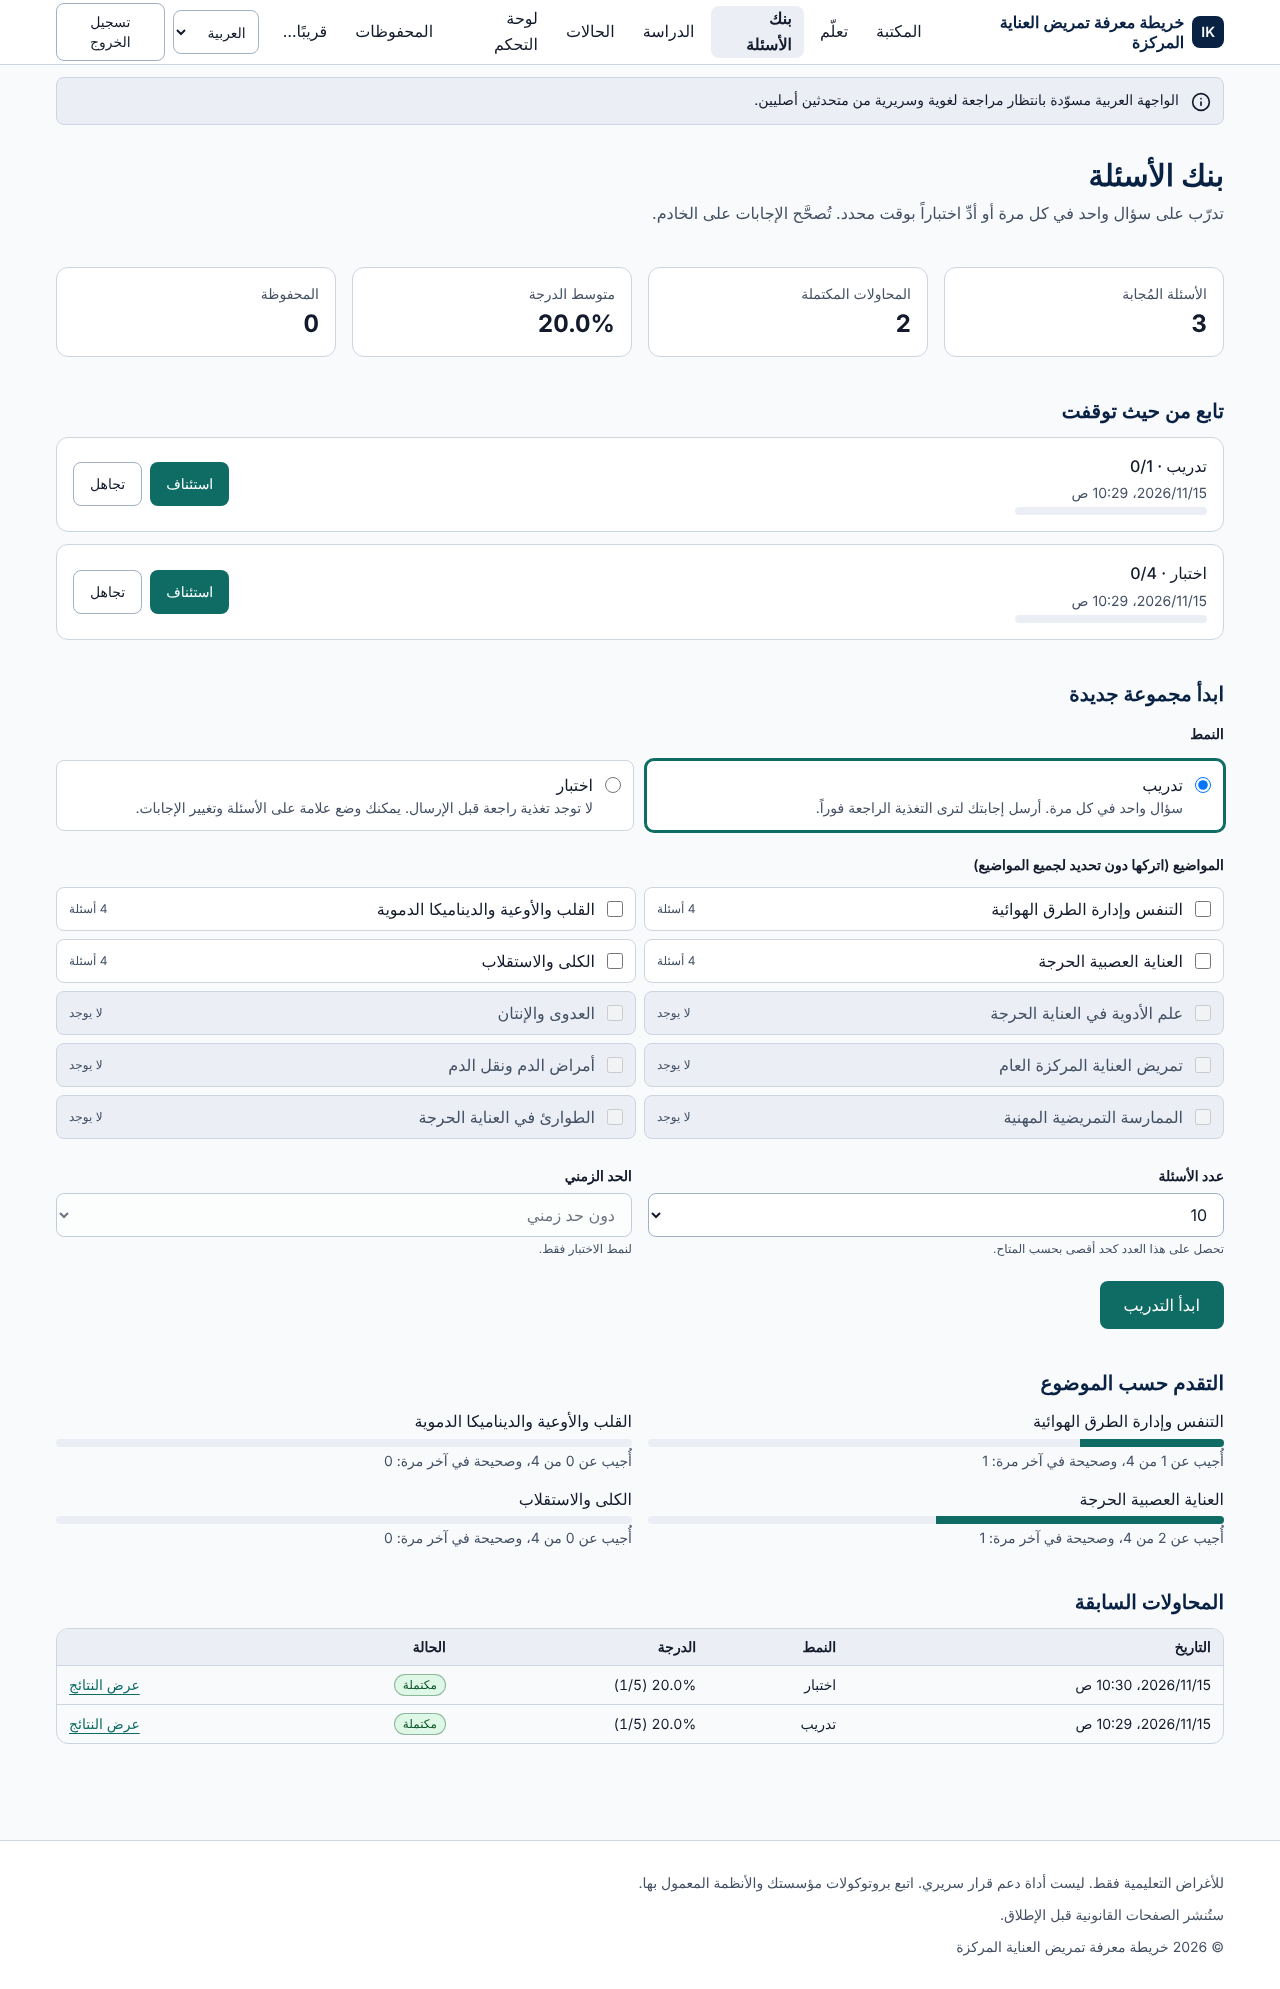 IK
خريطة معرفة تمريض العناية
المركزة
المكتبة
تعلّم
بنك
الأسئلة
الدراسة
الحالات
لوحة
التحكم
المحفوظات
قريبًا...
العربية
تسجيل
الخروج
الواجهة العربية مسوّدة بانتظار مراجعة لغوية وسريرية من متحدثين أصليين.
بنك الأسئلة
تدرّب على سؤال واحد في كل مرة أو أدِّ اختباراً بوقت محدد. تُصحَّح الإجابات على الخادم.
الأسئلة المُجابة
3
المحاولات المكتملة
2
متوسط الدرجة
20.0%
المحفوظة
0
تابع من حيث توقفت
تدريب · 0/1
2026/11/15، 10:29 ص
استئناف
تجاهل
اختبار · 0/4
2026/11/15، 10:29 ص
استئناف
تجاهل
ابدأ مجموعة جديدة
النمط
تدريب
سؤال واحد في كل مرة. أرسل إجابتك لترى التغذية الراجعة فوراً.
اختبار
لا توجد تغذية راجعة قبل الإرسال. يمكنك وضع علامة على الأسئلة وتغيير الإجابات.
المواضيع (اتركها دون تحديد لجميع المواضيع)
التنفس وإدارة الطرق الهوائية
4 أسئلة
القلب والأوعية والديناميكا الدموية
4 أسئلة
العناية العصبية الحرجة
4 أسئلة
الكلى والاستقلاب
4 أسئلة
علم الأدوية في العناية الحرجة
لا يوجد
العدوى والإنتان
لا يوجد
تمريض العناية المركزة العام
لا يوجد
أمراض الدم ونقل الدم
لا يوجد
الممارسة التمريضية المهنية
لا يوجد
الطوارئ في العناية الحرجة
لا يوجد
عدد الأسئلة
10
تحصل على هذا العدد كحد أقصى بحسب المتاح.
الحد الزمني
دون حد زمني
لنمط الاختبار فقط.
ابدأ التدريب
التقدم حسب الموضوع
التنفس وإدارة الطرق الهوائية
أُجيب عن 1 من 4، وصحيحة في آخر مرة: 1
القلب والأوعية والديناميكا الدموية
أُجيب عن 0 من 4، وصحيحة في آخر مرة: 0
العناية العصبية الحرجة
أُجيب عن 2 من 4، وصحيحة في آخر مرة: 1
الكلى والاستقلاب
أُجيب عن 0 من 4، وصحيحة في آخر مرة: 0
المحاولات السابقة
التاريخ النمط الدرجة الحالة
2026/11/15، 10:30 ص اختبار 20.0% (1/5) مكتملة عرض النتائج
2026/11/15، 10:29 ص تدريب 20.0% (1/5) مكتملة عرض النتائج
للأغراض التعليمية فقط. ليست أداة دعم قرار سريري. اتبع بروتوكولات مؤسستك والأنظمة المعمول بها.
ستُنشر الصفحات القانونية قبل الإطلاق.
© 2026 خريطة معرفة تمريض العناية المركزة